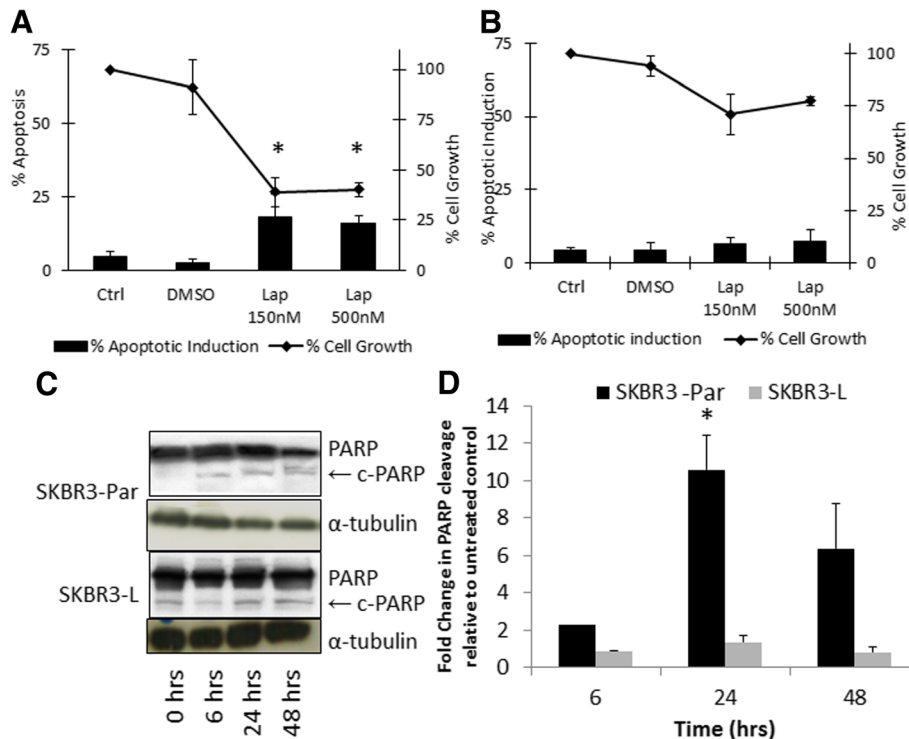 A
75
50
25
0
% Apoptosis
100
75
50
25
0
% Cell Growth
*
*
Ctrl
DMSO
Lap
150nM
Lap
500nM
% Apoptotic Induction
% Cell Growth
B
75
50
25
0
% ApoptoticInduction
100
75
50
25
0
% Cell Growth
Ctrl
DMSO
Lap
150nM
Lap
500nM
% Apoptotic induction
% Cell Growth
C
SKBR3-Par
PARP
← c-PARP
α-tubulin
SKBR3-L
PARP
← c-PARP
α-tubulin
0 hrs
6 hrs
24 hrs
48 hrs
D
SKBR3 -Par
SKBR3-L
*
14
12
10
8
6
4
2
0
Fold Change in PARP cleavage
relative to untreated control
6
24
48
Time (hrs)